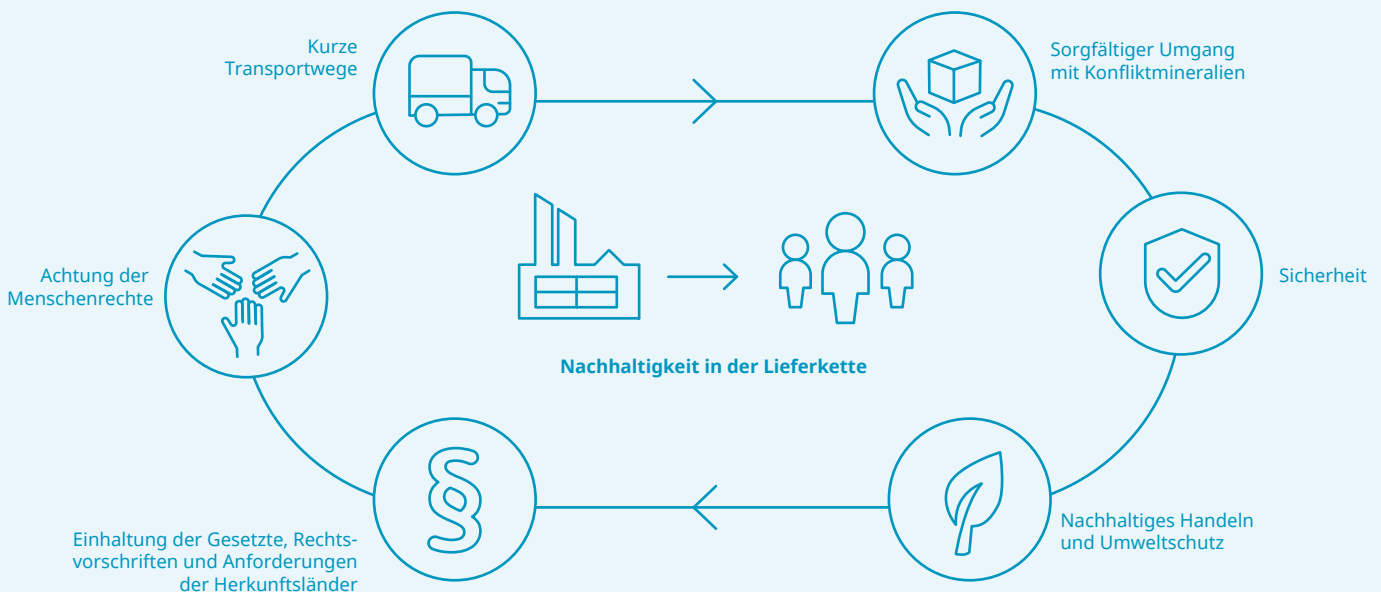 Kurze
Transportwege
Sorgfältiger Umgang
mit Konfliktmineralien
Achtung der
Menschenrechte
Sicherheit
Nachhaltigkeit in der Lieferkette
Einhaltung der Gesetzte, Rechts-
vorschriften und Anforderungen
der Herkunftsländer
Nachhaltiges Handeln
und Umweltschutz